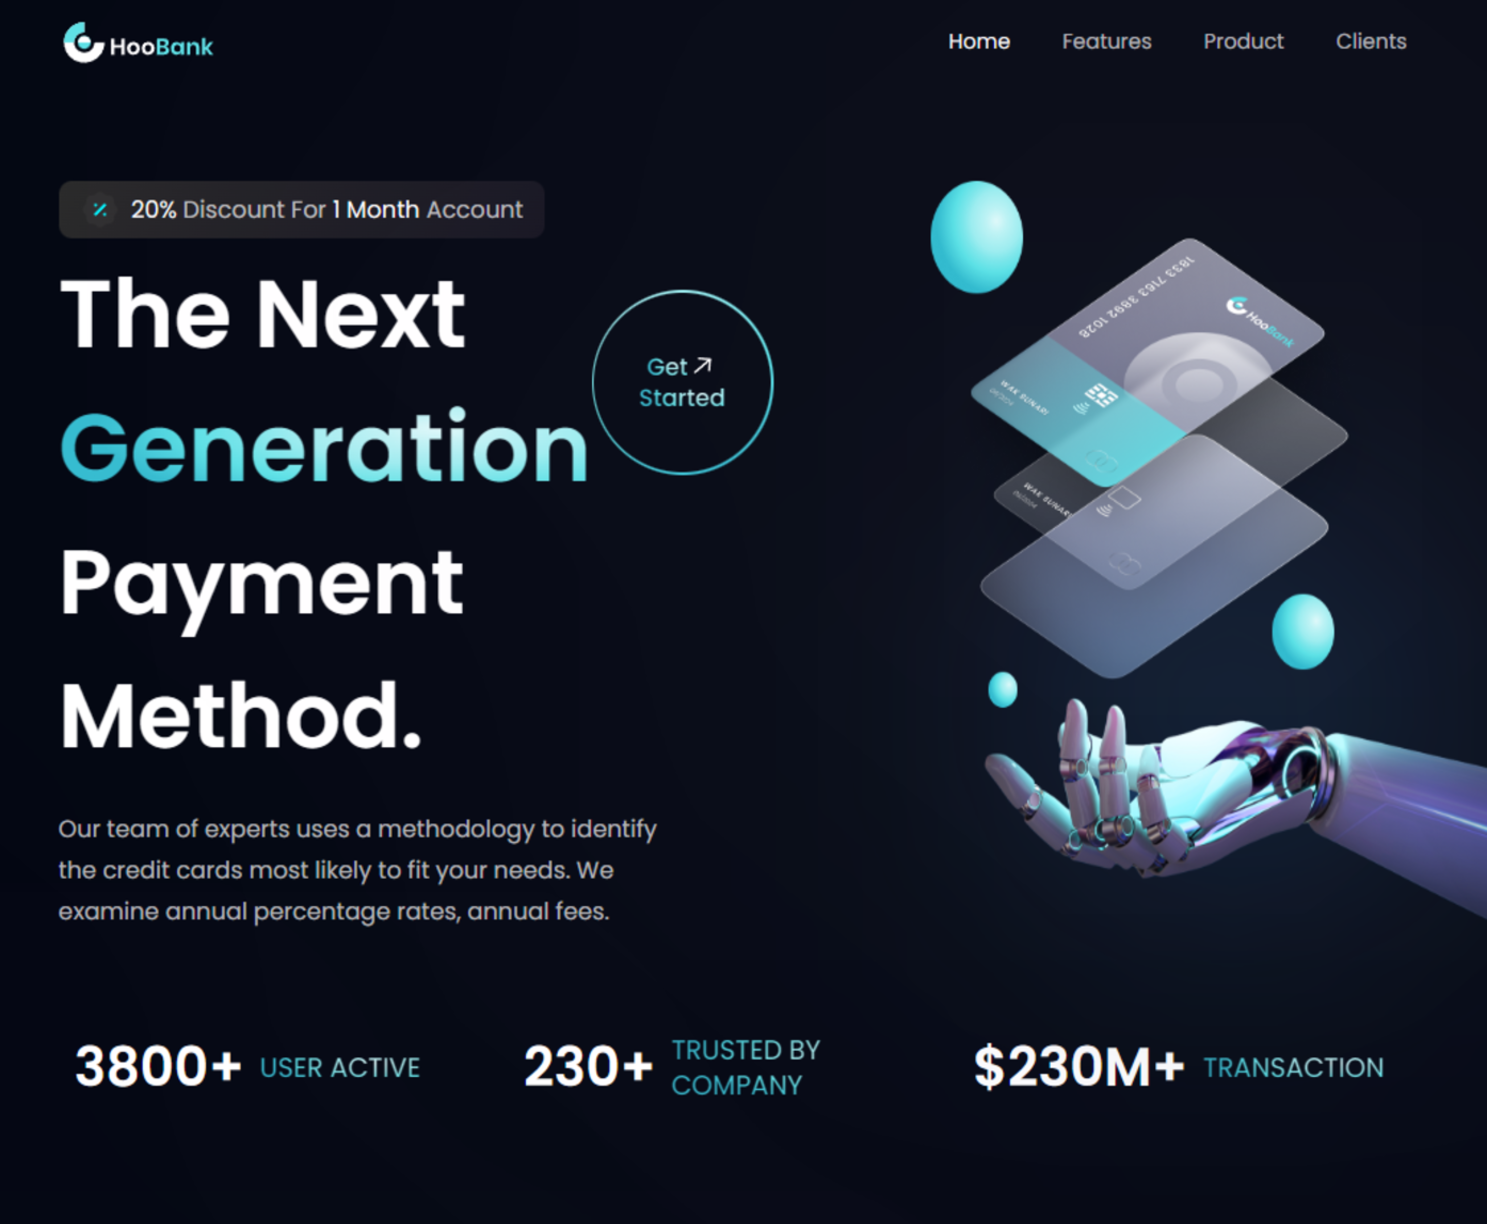 HooBank
Home Features Product Clients
20% Discount For 1 Month Account
The Next
Generation
Payment
Method.
Get
Started
Our team of experts uses a methodology to identify
the credit cards most likely to fit your needs. We
examine annual percentage rates, annual fees.
1833 7163 3892 1028
HooBank
WAK SUNARI
WAK SUNARI
3800+ USER ACTIVE
230+ TRUSTED BY
COMPANY
$230M+ TRANSACTION